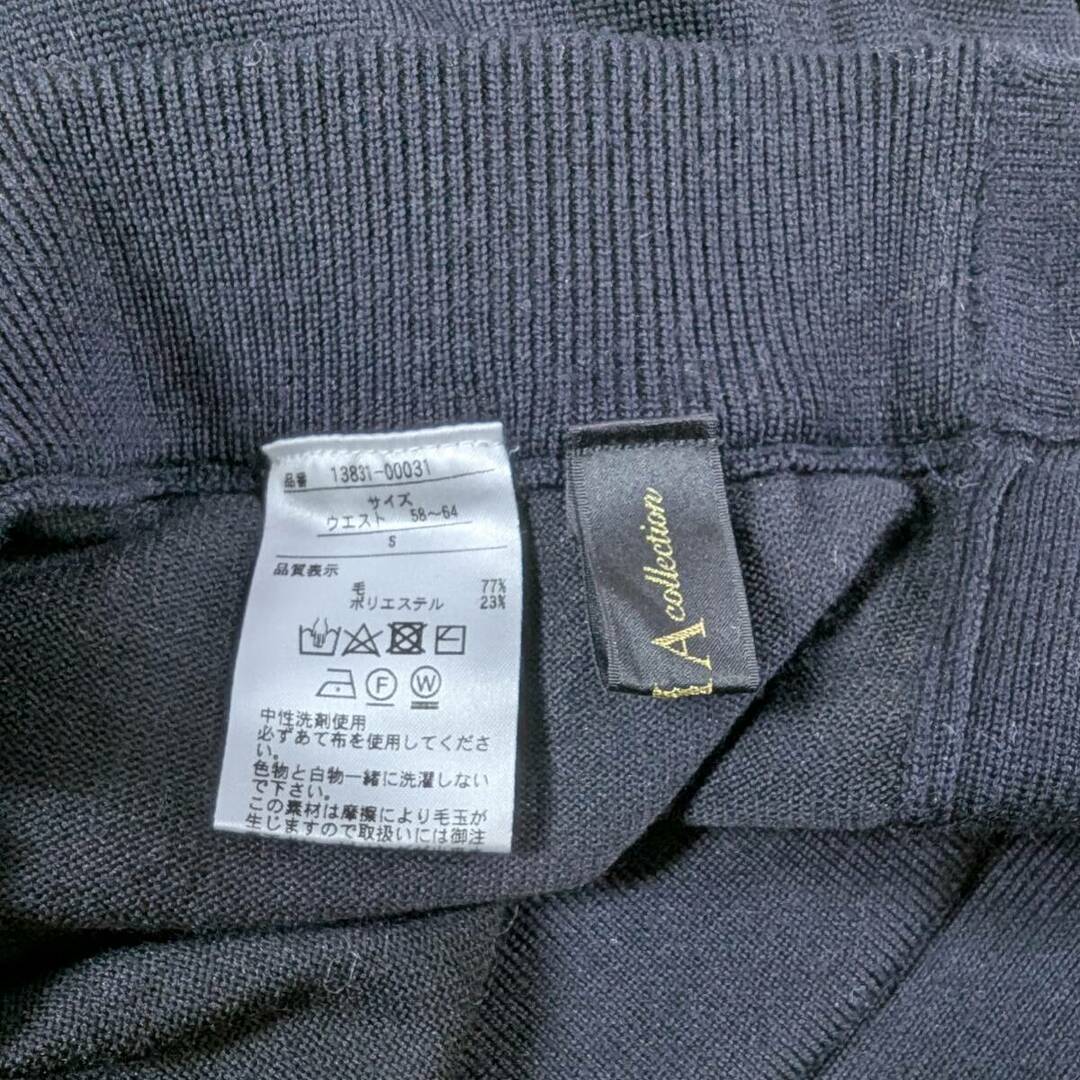 品番 13831-00031
サイズ
ウエスト 58～64
S
品質表示
毛 77%
ポリエステル 23%
F W
中性洗剤使用
必ずあて布を使用してくださ
い。
色物と白物一緒に洗濯しない
で下さい。
この素材は摩擦により毛玉が
生じますので取扱いには御注
A collection